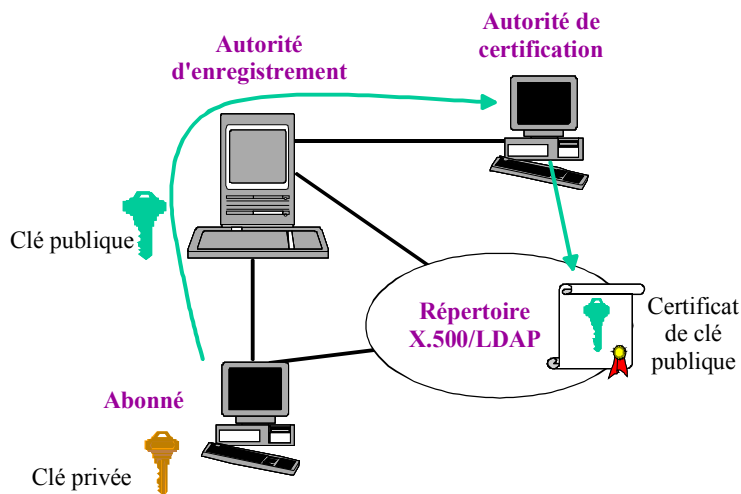 Autorité de
certification
Autorité
d'enregistrement
Clé publique
Répertoire
X.500/LDAP
Certificat
de clé
publique
Abonné
Clé privée